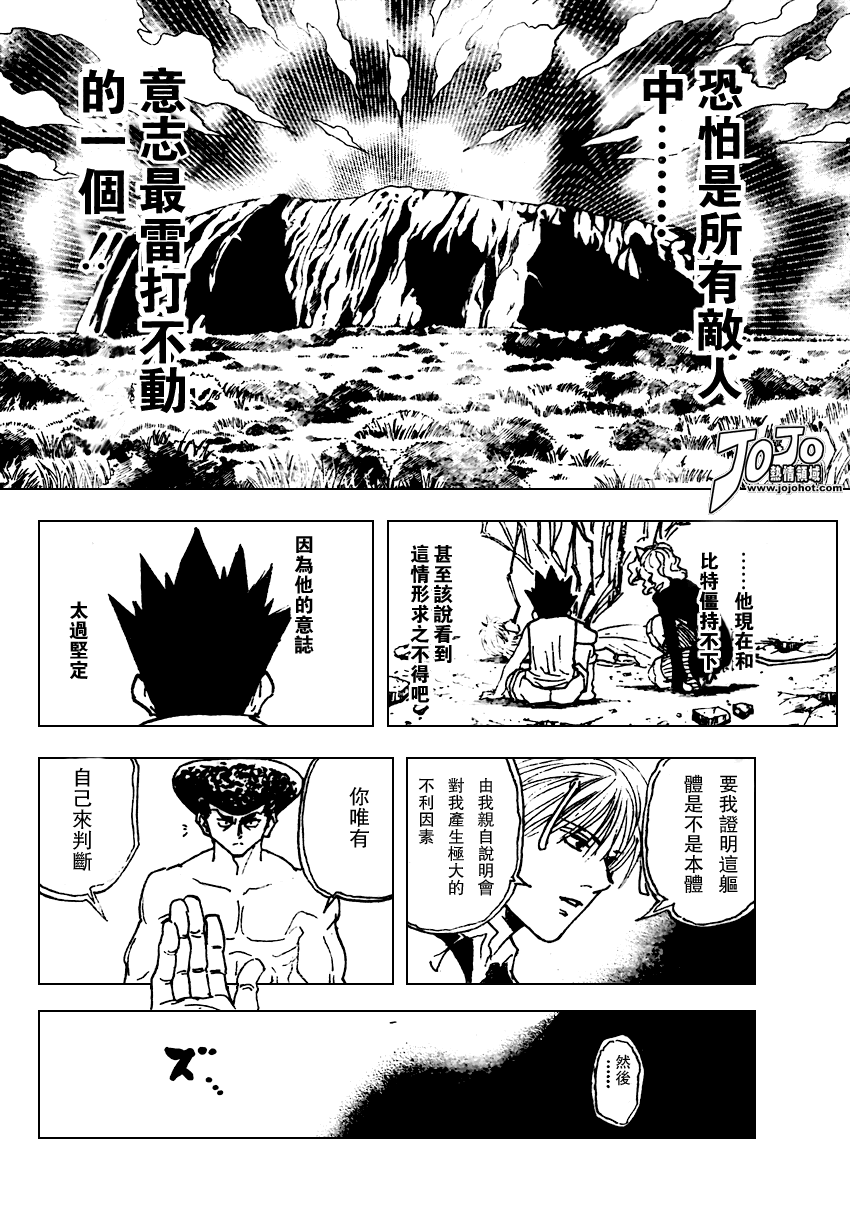 恐怕是所有敵人
中………
意志最雷打不動
的一個!!
JOJO
熱情領域
www.jojohot.com
……他現在和
比特僵持不下
甚至該說看到
這情形求之不得吧
因為他的意誌
太過堅定
要我證明這軀
體是不是本體
由我親自說明會
對我產生極大的
不利因素
你唯有
自己來判斷
然後
……
ズ…